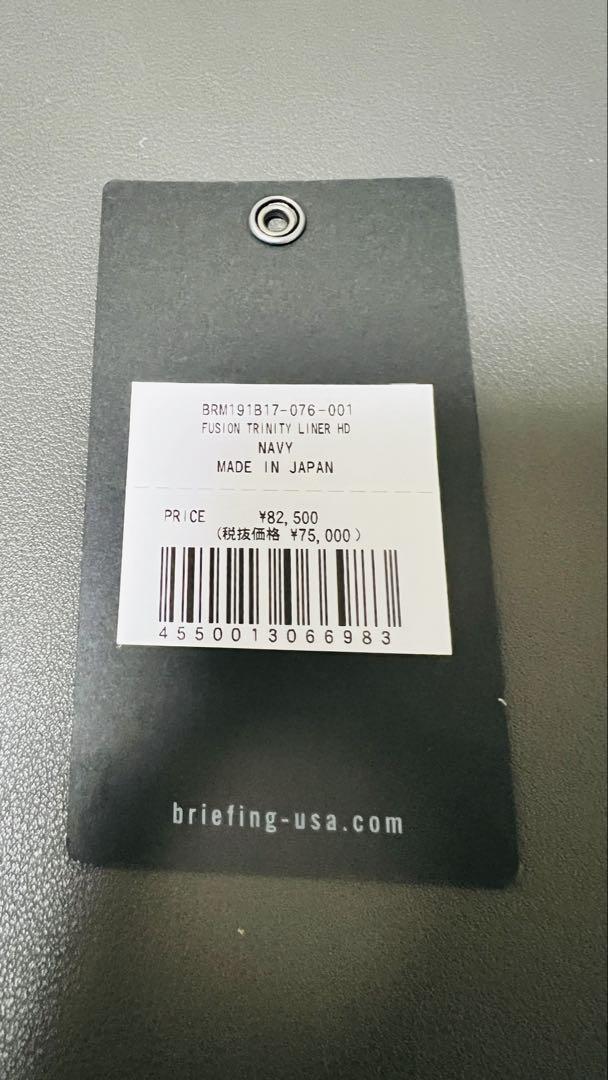 BRM191B17-076-001
FUSION TRINITY LINER HD
NAVY
MADE IN JAPAN
PRICE ¥82,500
(税抜価格 ¥75,000)
4550013066983
briefing-usa.com